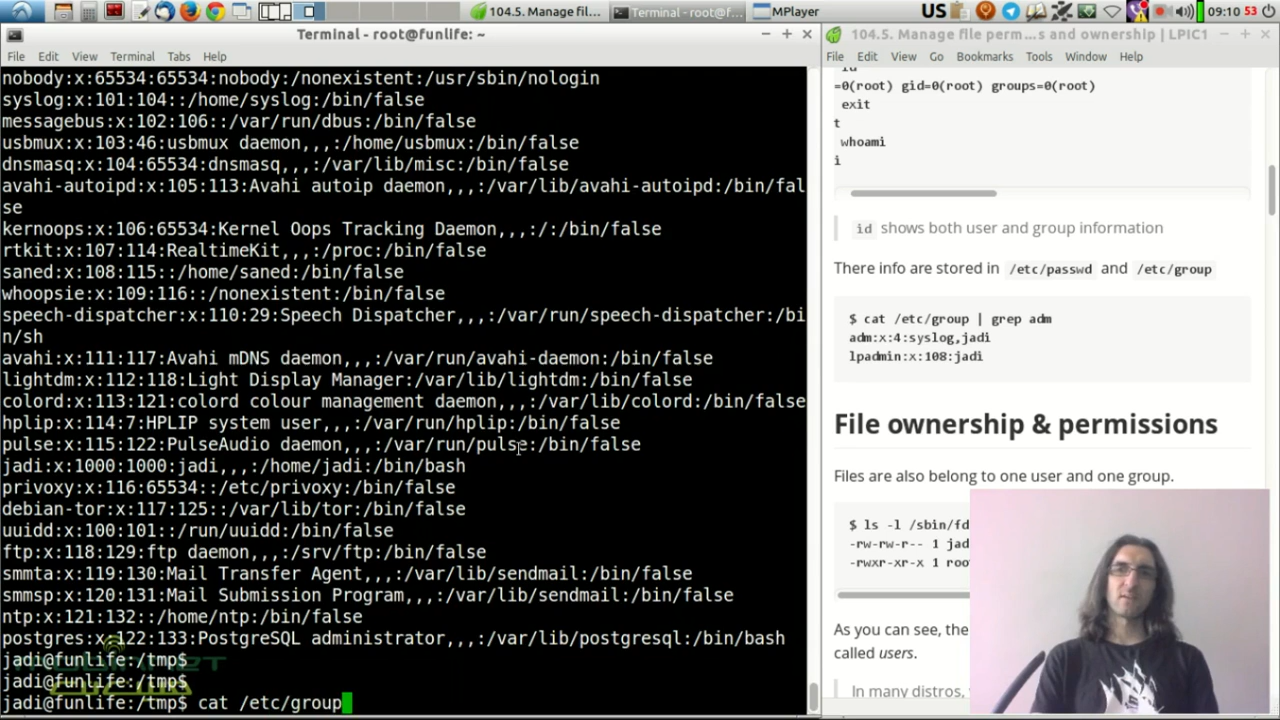 104.5. Manage fil...
Terminal - root@f...
MPlayer
US
09:10 53
Terminal - root@funlife: ~
File Edit View Terminal Tabs Help
nobody:x:65534:65534:nobody:/nonexistent:/usr/sbin/nologin
syslog:x:101:104::/home/syslog:/bin/false
messagebus:x:102:106::/var/run/dbus:/bin/false
usbmux:x:103:46:usbmux daemon,,,:/home/usbmux:/bin/false
dnsmasq:x:104:65534:dnsmasq,,,:/var/lib/misc:/bin/false
avahi-autoipd:x:105:113:Avahi autoip daemon,,,:/var/lib/avahi-autoipd:/bin/fal
se
kernoops:x:106:65534:Kernel Oops Tracking Daemon,,,:/:/bin/false
rtkit:x:107:114:RealtimeKit,,,:/proc:/bin/false
saned:x:108:115::/home/saned:/bin/false
whoopsie:x:109:116::/nonexistent:/bin/false
speech-dispatcher:x:110:29:Speech Dispatcher,,,:/var/run/speech-dispatcher:/bi
n/sh
avahi:x:111:117:Avahi mDNS daemon,,,:/var/run/avahi-daemon:/bin/false
lightdm:x:112:118:Light Display Manager:/var/lib/lightdm:/bin/false
colord:x:113:121:colord colour management daemon,,,:/var/lib/colord:/bin/false
hplip:x:114:7:HPLIP system user,,,:/var/run/hplip:/bin/false
pulse:x:115:122:PulseAudio daemon,,,:/var/run/pulse:/bin/false
jadi:x:1000:1000:jadi,,,:/home/jadi:/bin/bash
privoxy:x:116:65534::/etc/privoxy:/bin/false
debian-tor:x:117:125::/var/lib/tor:/bin/false
uuidd:x:100:101::/run/uuidd:/bin/false
ftp:x:118:129:ftp daemon,,,:/srv/ftp:/bin/false
smmta:x:119:130:Mail Transfer Agent,,,:/var/lib/sendmail:/bin/false
smmsp:x:120:131:Mail Submission Program,,,:/var/lib/sendmail:/bin/false
ntp:x:121:132::/home/ntp:/bin/false
postgres:x:122:133:PostgreSQL administrator,,,:/var/lib/postgresql:/bin/bash
jadi@funlife:/tmp$
jadi@funlife:/tmp$
jadi@funlife:/tmp$ cat /etc/group
104.5. Manage file perm...s and ownership | LPIC1
File Edit View Go Bookmarks Tools Window Help
id
=0(root) gid=0(root) groups=0(root)
exit
t
whoami
i
id shows both user and group information
There info are stored in /etc/passwd and /etc/group
$ cat /etc/group | grep adm
adm:x:4:syslog,jadi
lpadmin:x:108:jadi
File ownership & permissions
Files are also belong to one user and one group.
$ ls -l /sbin/fd
-rw-rw-r-- 1 jad
-rwxr-xr-x 1 roo
As you can see, the
called users.
In many distros,